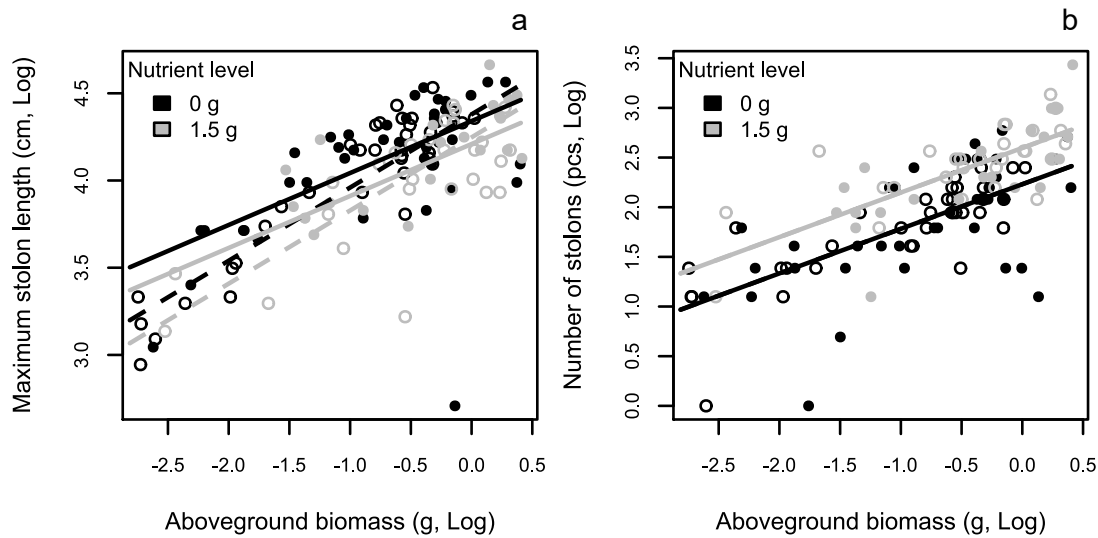 a
Nutrient level
0 g
1.5 g
Maximum stolon length (cm, Log)
4.5
4.0
3.5
3.0
-2.5 -2.0 -1.5 -1.0 -0.5 0.0 0.5
Aboveground biomass (g, Log)
b
Nutrient level
0 g
1.5 g
Number of stolons (pcs, Log)
3.5
3.0
2.5
2.0
1.5
1.0
0.5
0.0
-2.5 -2.0 -1.5 -1.0 -0.5 0.0 0.5
Aboveground biomass (g, Log)